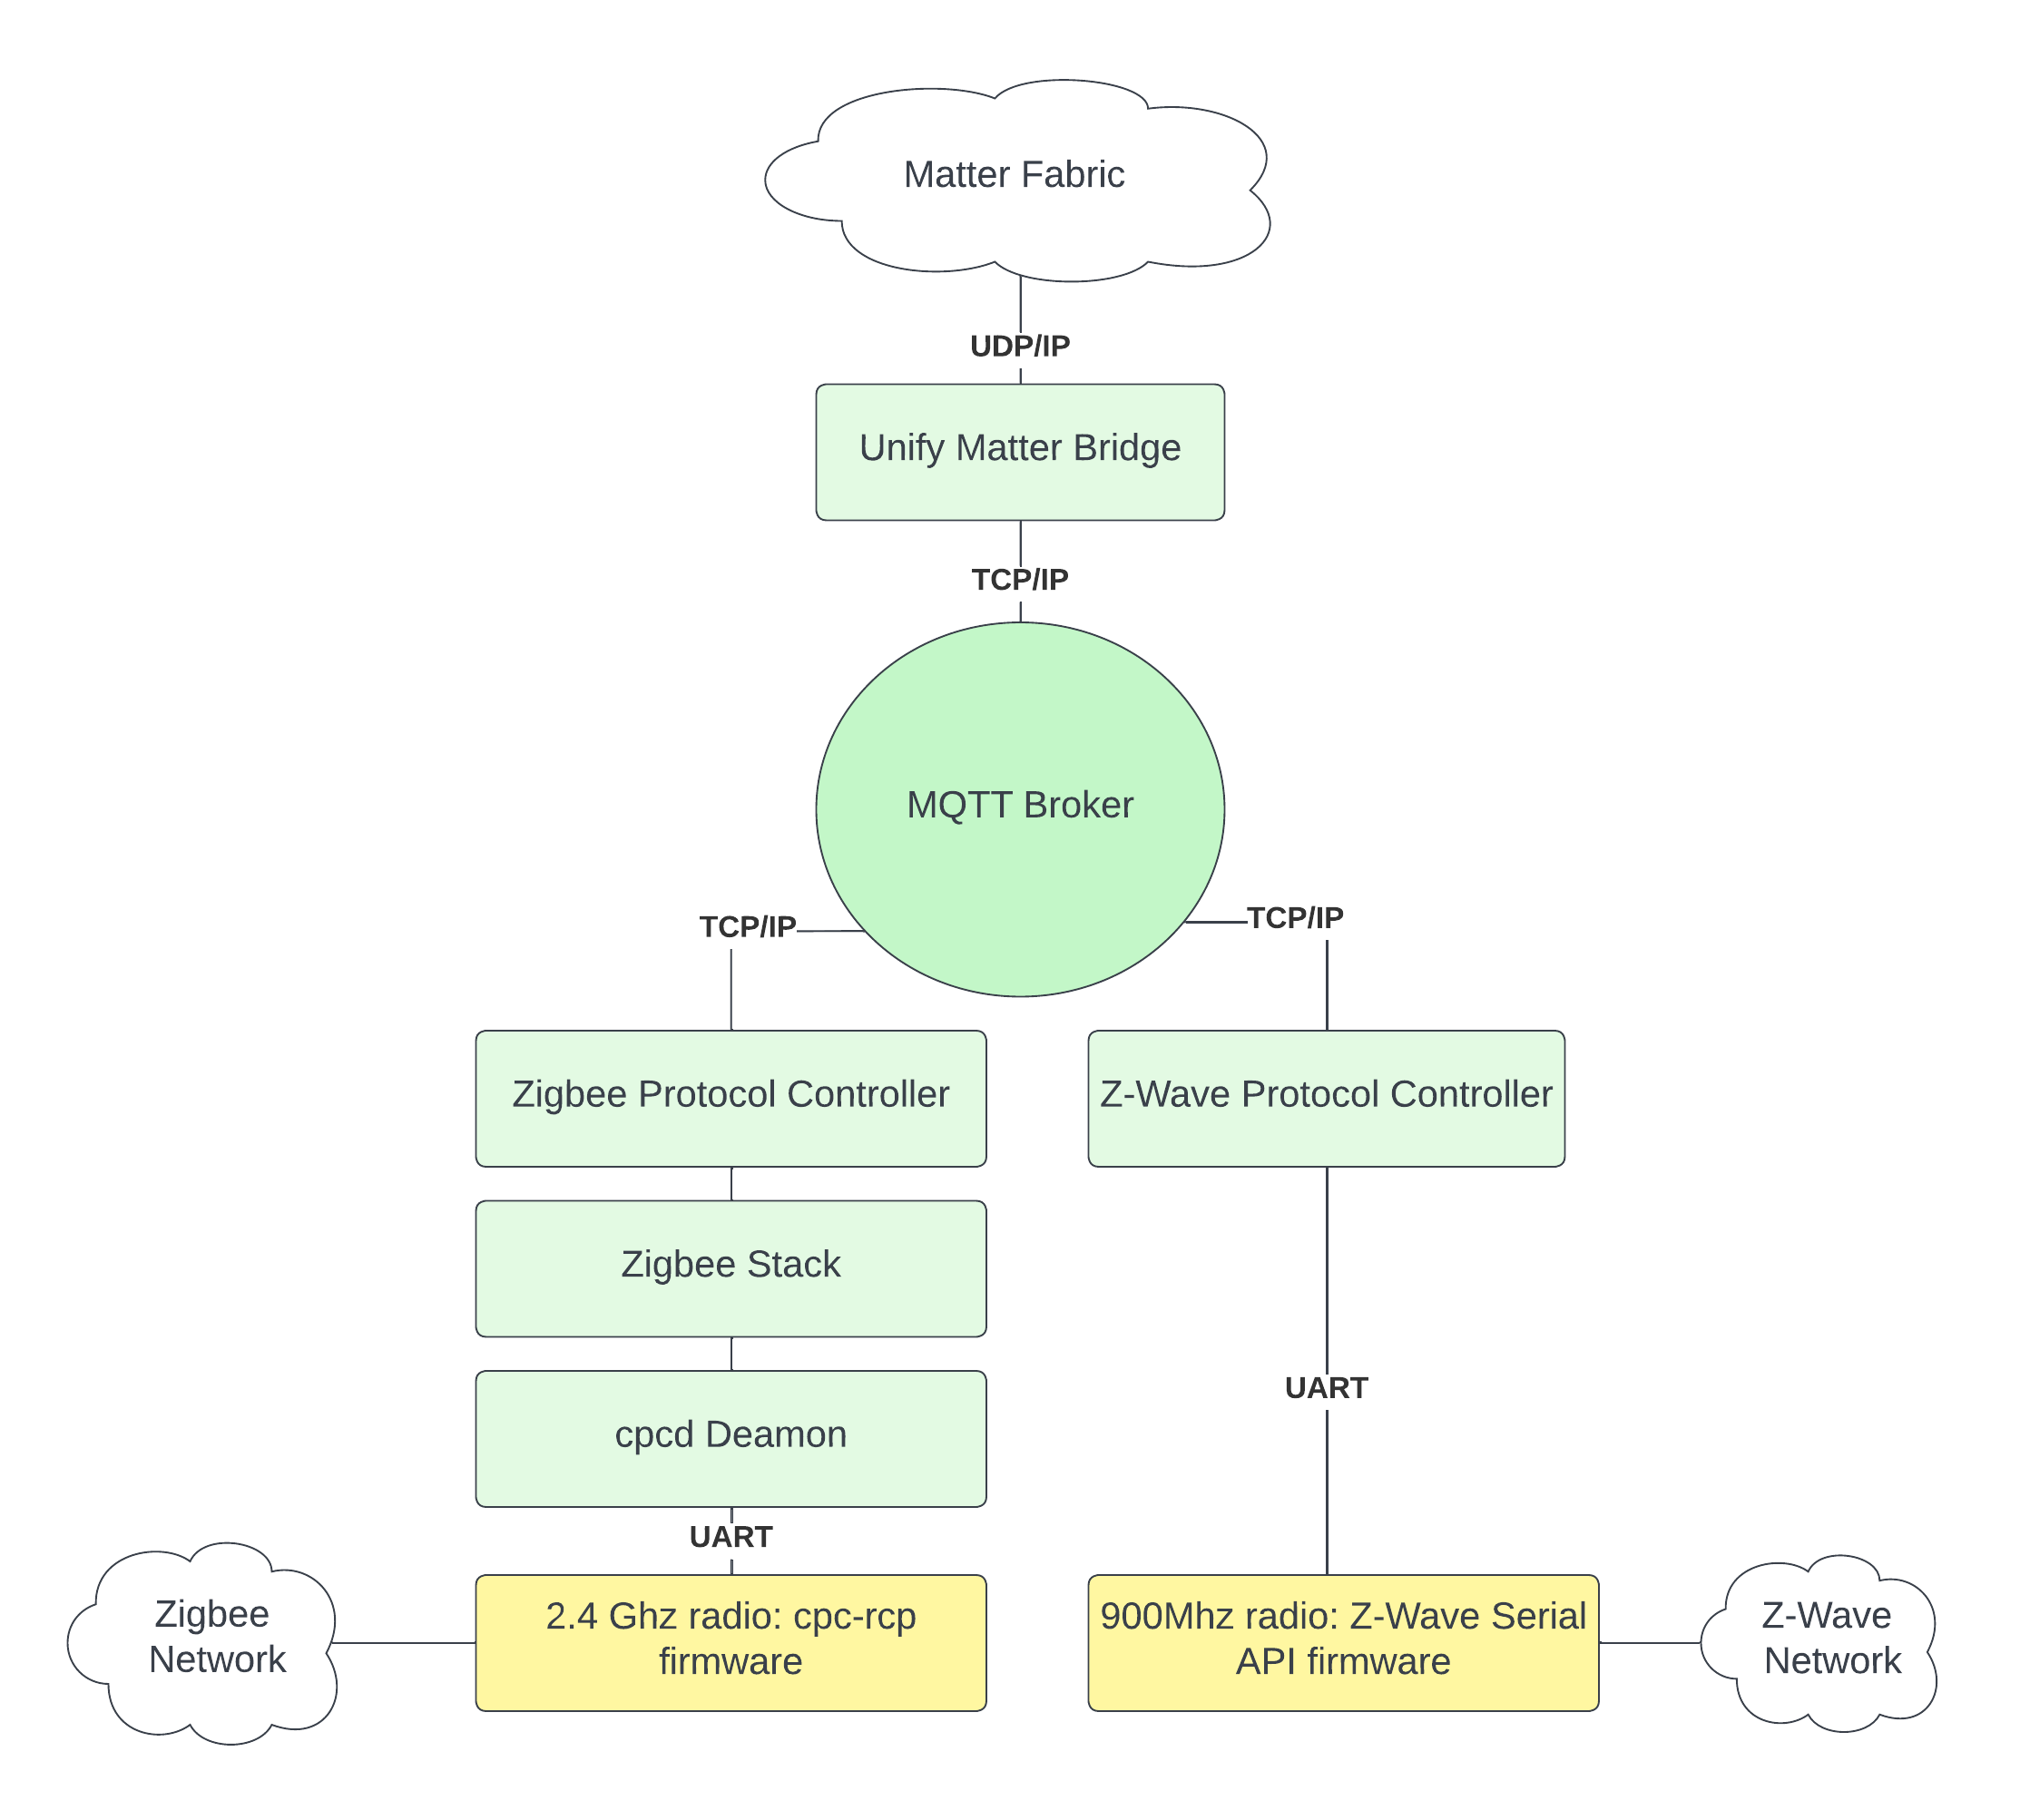 Matter Fabric
UDP/IP
Unify Matter Bridge
TCP/IP
MQTT Broker
TCP/IP
TCP/IP
Zigbee Protocol Controller
Z-Wave Protocol Controller
Zigbee Stack
UART
cpcd Deamon
UART
Zigbee
Network
2.4 Ghz radio: cpc-rcp
firmware
900Mhz radio: Z-Wave Serial
API firmware
Z-Wave
Network